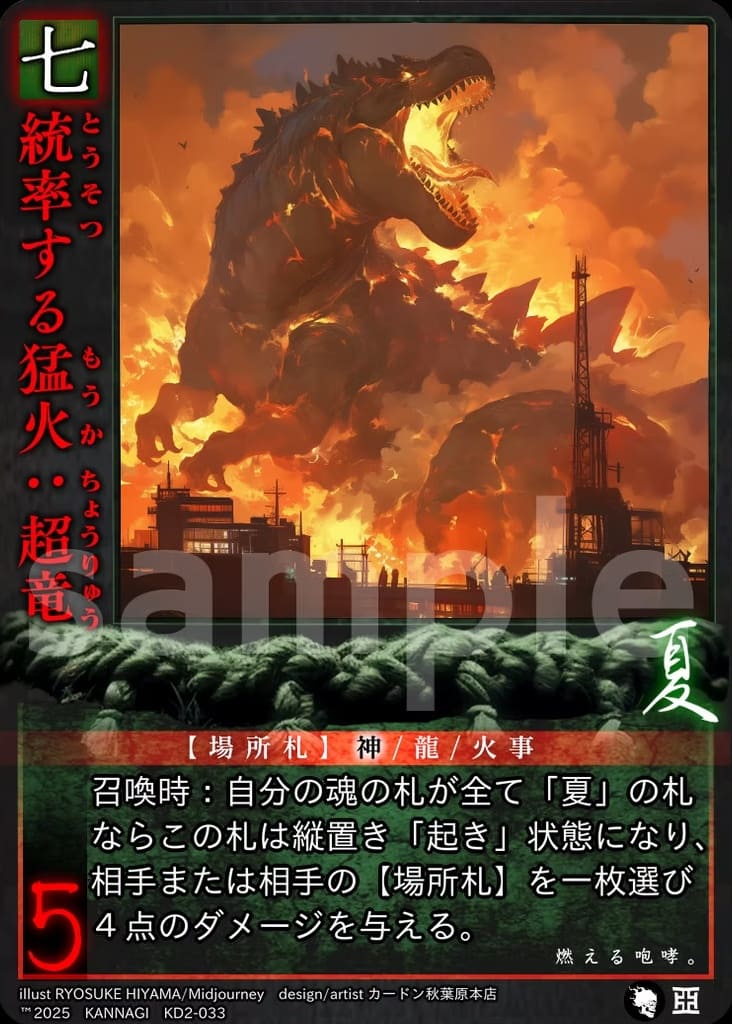 七
統率する猛火：超竜
とうそつ もうか ちょうりゅう
sample
夏
【場所札】神/龍/火事
召喚時：自分の魂の札が全て「夏」の札
ならこの札は縦置き「起き」状態になり、
相手または相手の【場所札】を一枚選び
４点のダメージを与える。
5
燃える咆哮。
illust RYOSUKE HIYAMA/Midjourney design/artist カードン秋葉原本店
™2025 KANNAGI KD2-033